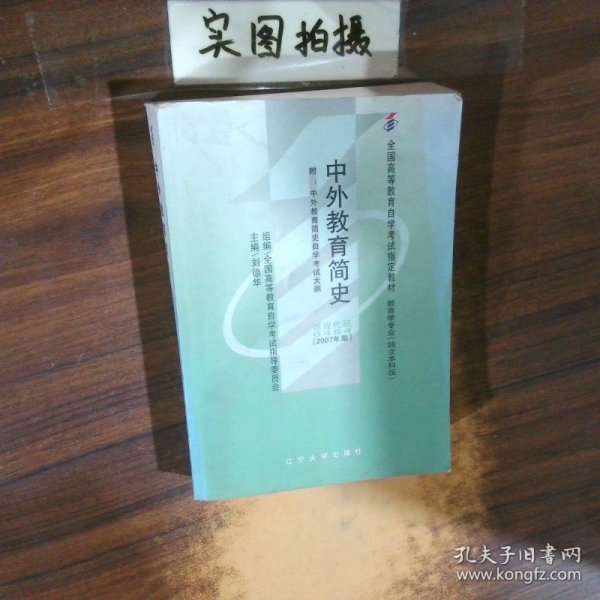 实图拍摄
全国高等教育自学考试指定教材
教育学专业（独立本科段）
中外教育简史
附：中外教育简史自学考试大纲
课程代码
0464
[2007年版]
组编/全国高等教育自学考试指导委员会
主编/刘德华
辽宁大学出版社
孔夫子旧书网
www.kongfz.com